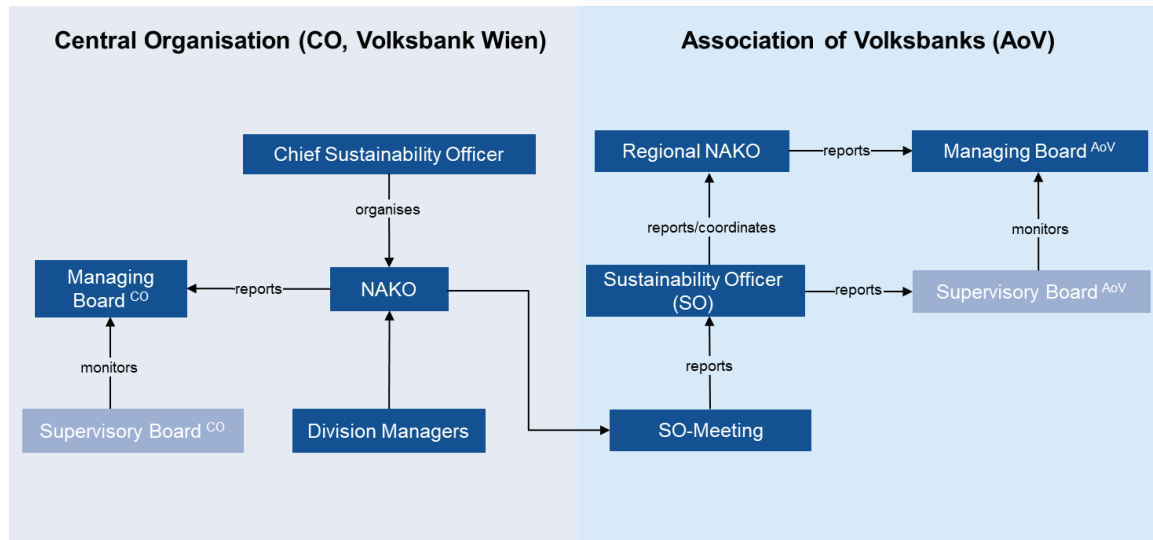 Central Organisation (CO, Volksbank Wien)
Chief Sustainability Officer
organises
Managing
Board CO
reports
NAKO
monitors
Supervisory Board CO
Division Managers
Association of Volksbanks (AoV)
Regional NAKO
reports
Managing Board AoV
reports/coordinates
monitors
Sustainability Officer
(SO)
reports
Supervisory Board AoV
reports
SO-Meeting